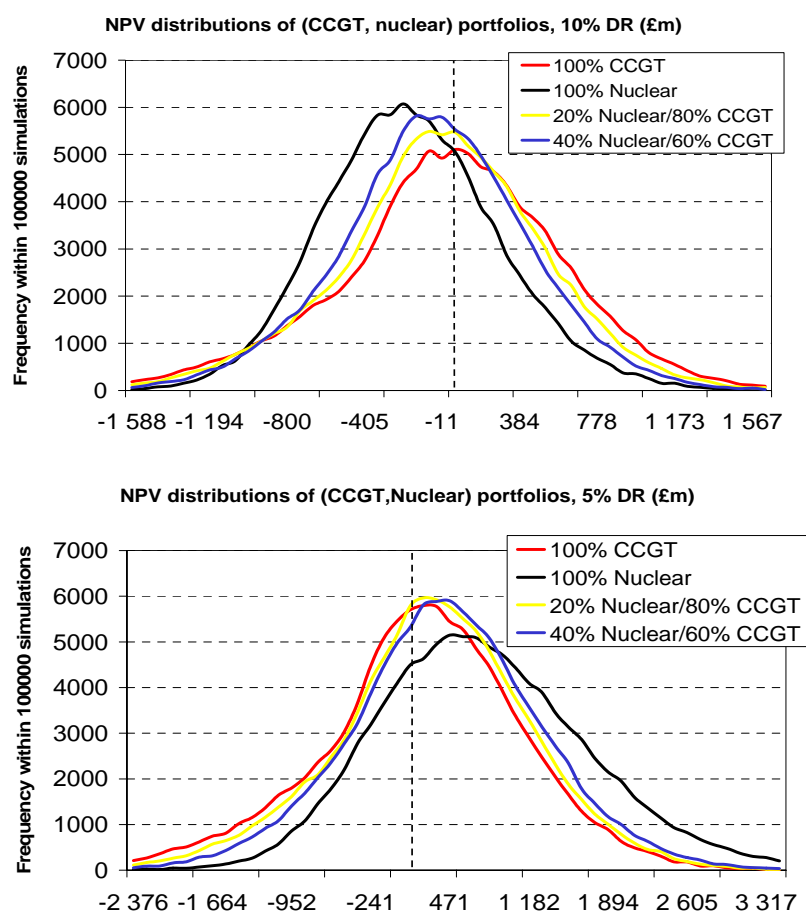 NPV distributions of (CCGT, nuclear) portfolios, 10% DR (£m)
Frequency within 100000 simulations
7000
6000
5000
4000
3000
2000
1000
0
100% CCGT
100% Nuclear
20% Nuclear/80% CCGT
40% Nuclear/60% CCGT
-1 588 -1 194 -800 -405 -11 384 778 1 173 1 567
NPV distributions of (CCGT,Nuclear) portfolios, 5% DR (£m)
Frequency within 100000 simulations
7000
6000
5000
4000
3000
2000
1000
0
100% CCGT
100% Nuclear
20% Nuclear/80% CCGT
40% Nuclear/60% CCGT
-2 376 -1 664 -952 -241 471 1 182 1 894 2 605 3 317